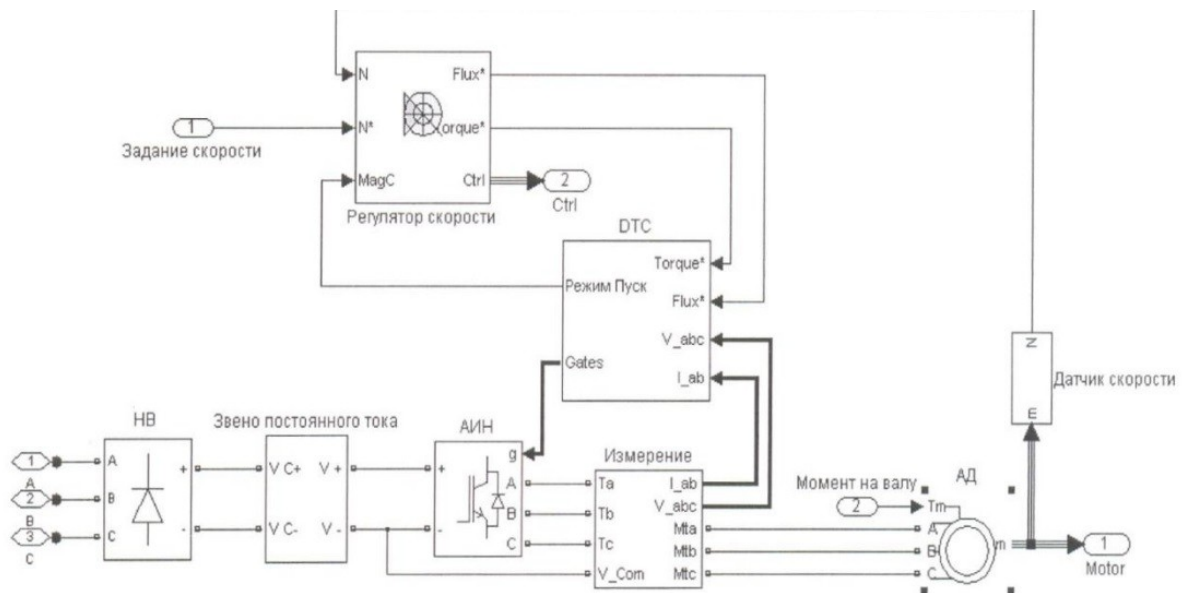 N
Flux*
1
N*
Torque*
Задание скорости
MagC
Ctrl
2
Ctrl
Регулятор скорости
DTC
Torque*
Режим Пуск
Flux*
V_abc
Gates
I_ab
N
m
Датчик скорости
НВ
Звено постоянного тока
АИН
Измерение
1
A
2
B
3
C
A
B
C
+
-
V C+
V +
V C-
V -
+
-
g
A
B
C
Ta
Tb
Tc
V_Com
I_ab
V_abc
Mta
Mtb
Mtc
Момент на валу
2
АД
Tm
A
B
C
m
1
Motor